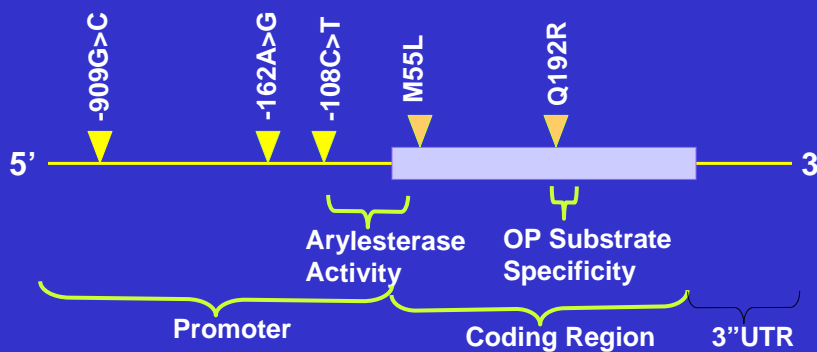 -909G>C
-162A>G
-108C>T
M55L
Q192R
5’
3
Arylesterase
Activity
OP Substrate
Specificity
Promoter
Coding Region
3”UTR